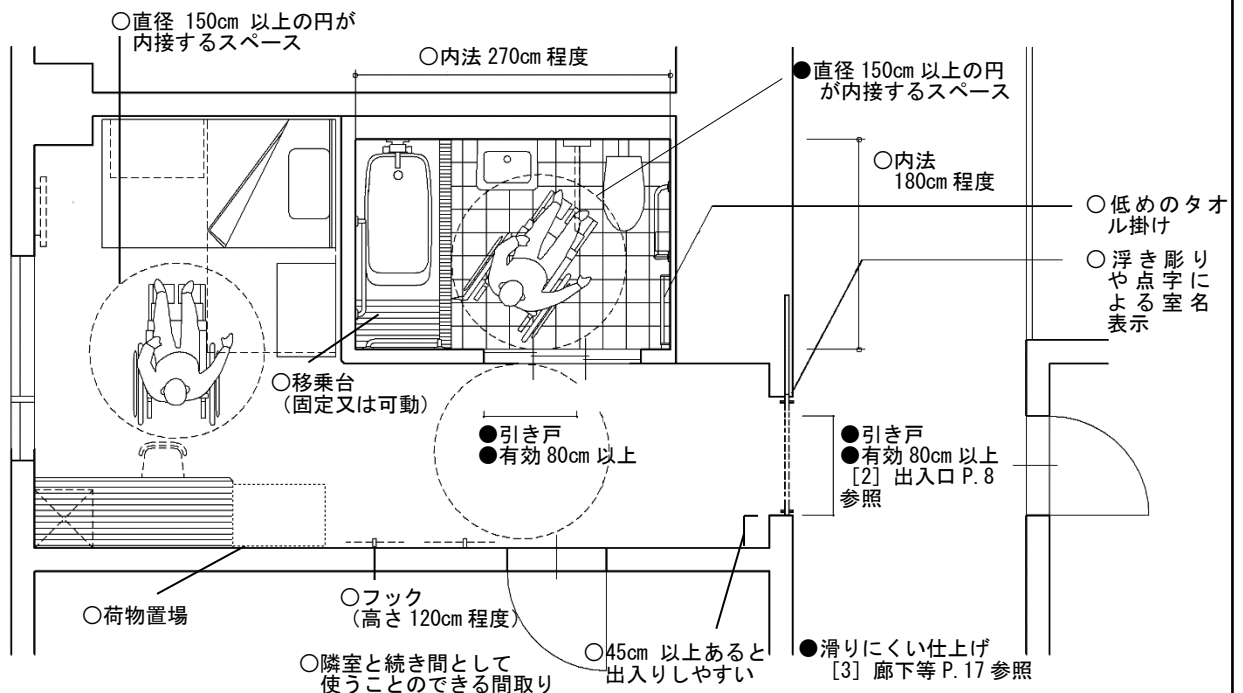 ○直径 150cm 以上の円が
内接するスペース
○内法 270cm 程度
●直径 150cm 以上の円
が内接するスペース
○内法
180cm 程度
○低めのタオ
ル掛け
○浮き彫り
や点字に
よる室名
表示
○移乗台
（固定又は可動）
●引き戸
●有効 80cm 以上
●引き戸
●有効 80cm 以上
［2］出入口 P.8
参照
○荷物置場
○フック
（高さ 120cm 程度）
○隣室と続き間として
使うことのできる間取り
○45cm 以上あると
出入りしやすい
●滑りにくい仕上げ
［3］廊下等 P.17 参照